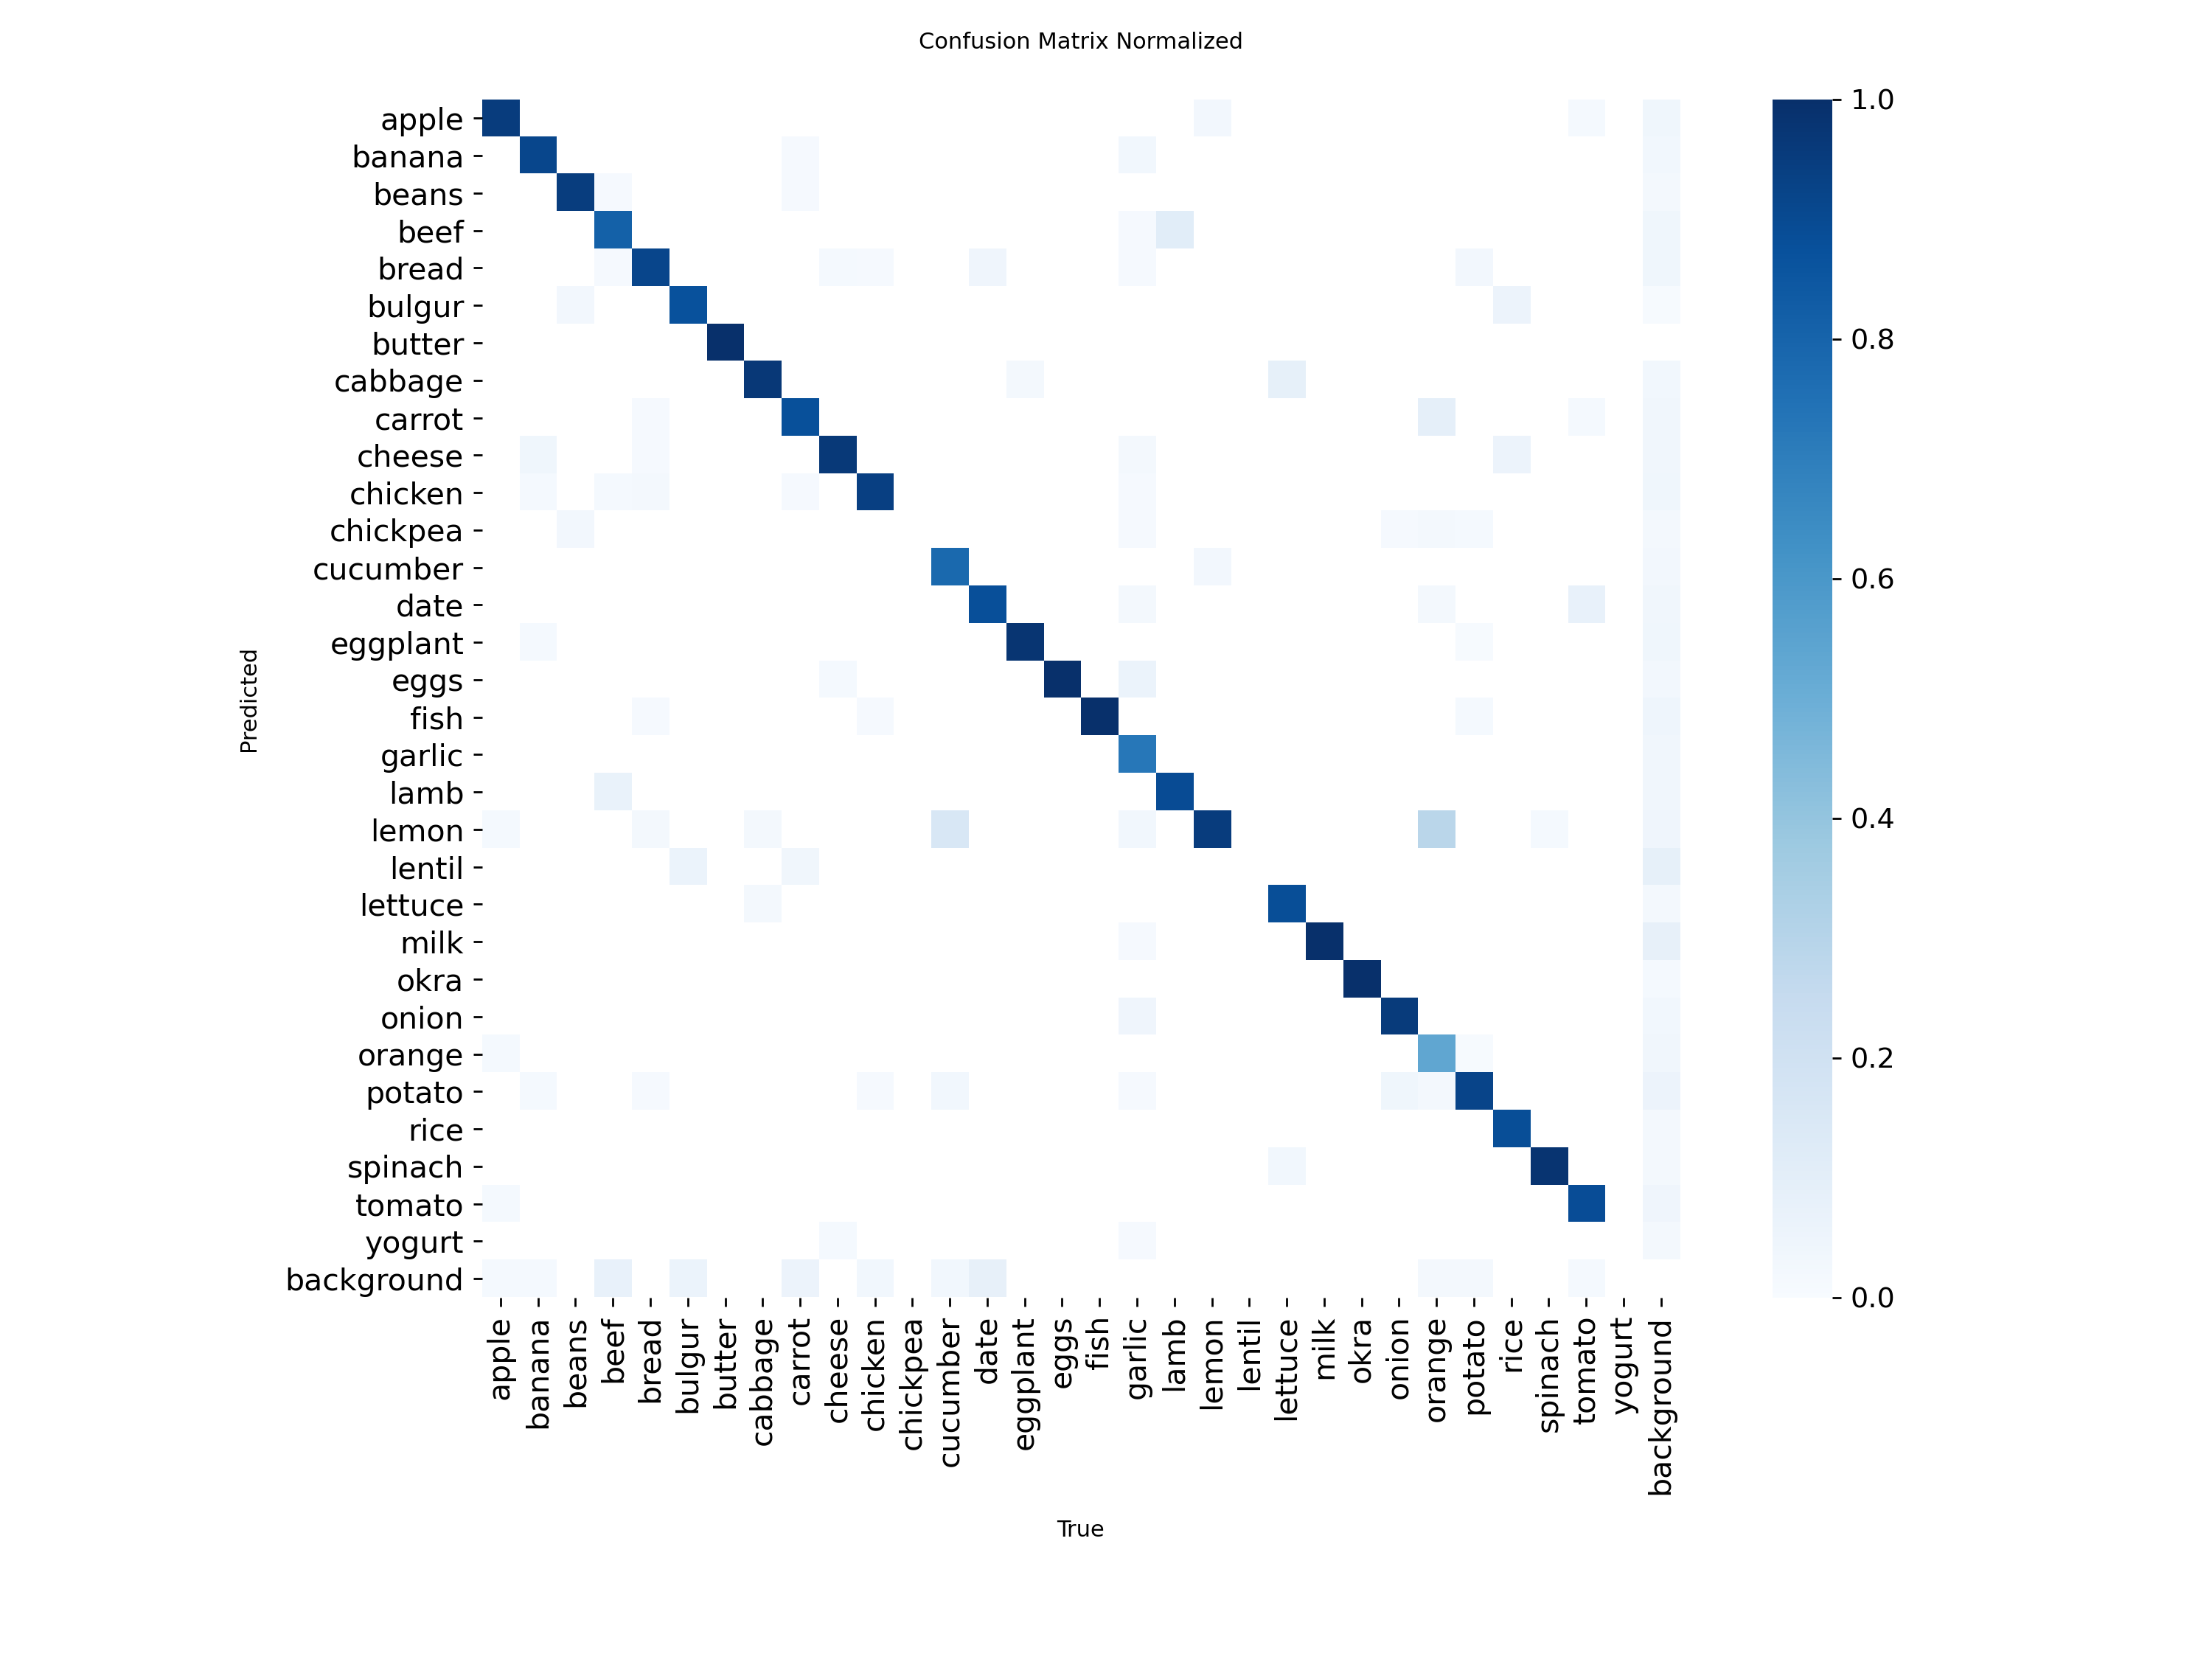 Confusion Matrix Normalized
apple
banana
beans
beef
bread
bulgur
butter
cabbage
carrot
cheese
chicken
chickpea
cucumber
date
eggplant
eggs
fish
garlic
lamb
lemon
lentil
lettuce
milk
okra
onion
orange
potato
rice
spinach
tomato
yogurt
background
Predicted
apple
banana
beans
beef
bread
bulgur
butter
cabbage
carrot
cheese
chicken
chickpea
cucumber
date
eggplant
eggs
fish
garlic
lamb
lemon
lentil
lettuce
milk
okra
onion
orange
potato
rice
spinach
tomato
yogurt
background
True
1.0
0.8
0.6
0.4
0.2
0.0